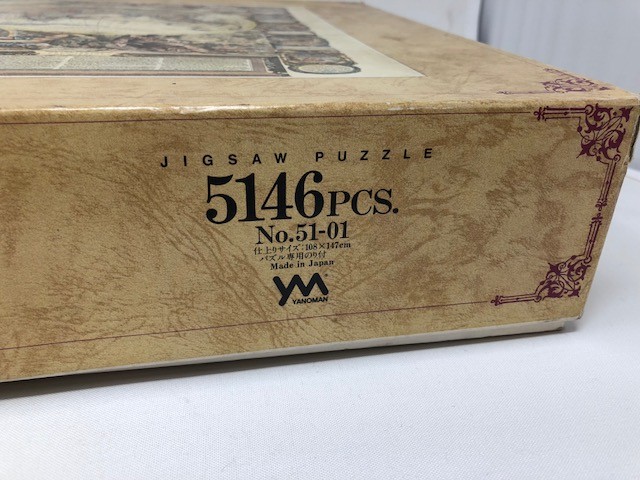 JIGSAW PUZZLE
5146PCS.
No.51-01
仕上りサイズ:108×147cm
パズル専用のり付
Made in Japan
YM
YANOMAN